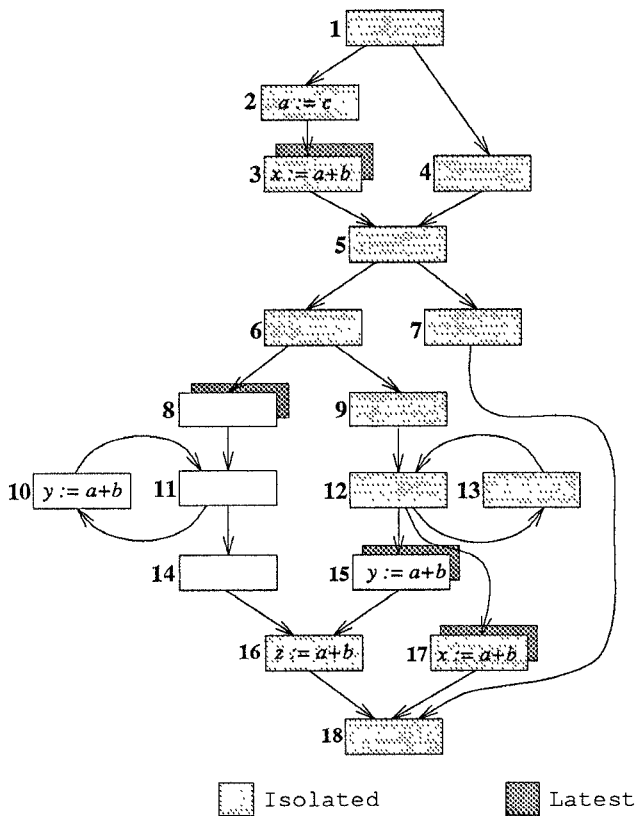 1
2 a := c
3 x := a+b
4
5
6
7
8
9
10 y := a+b
11
12
13
14
15 y := a+b
16 z := a+b
17 x := a+b
18
Isolated
Latest